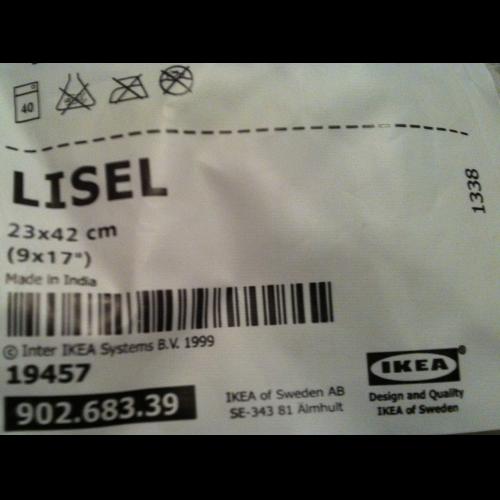 40
LISEL
1338
23x42 cm
(9x17")
Made in India
© Inter IKEA Systems B.V. 1999
19457
902.683.39
IKEA of Sweden AB
SE-343 81 Älmhult
IKEA®
Design and Quality
IKEA of Sweden